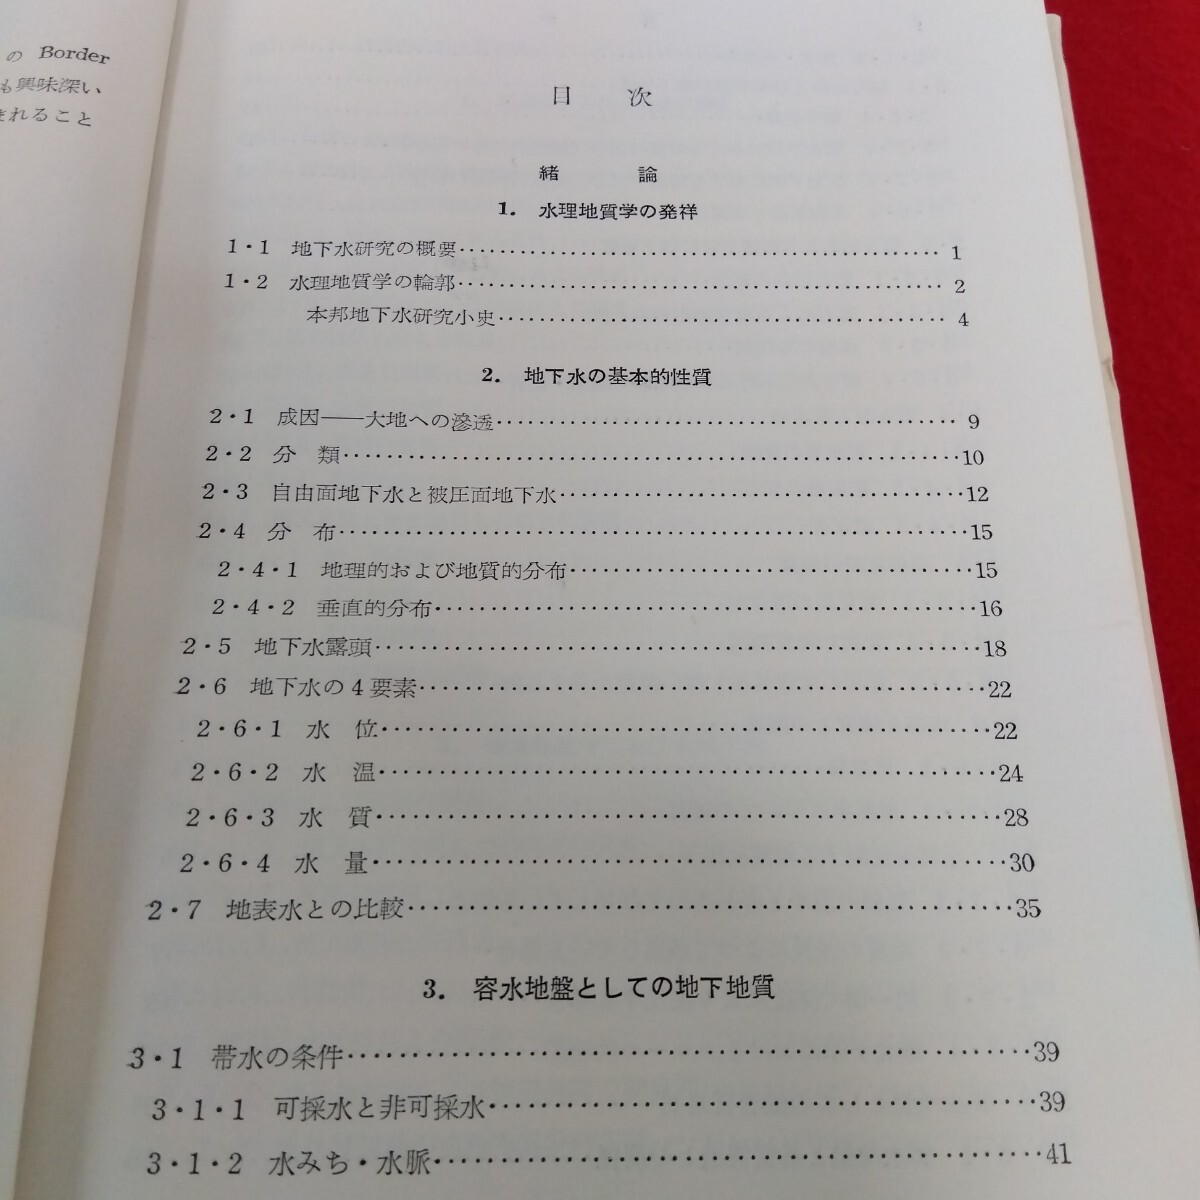 の Border
も興味深い
まれること
目 次
緒 論
1. 水理地質学の発祥
1・1 地下水研究の概要 1
1・2 水理地質学の輪郭 2
本邦地下水研究小史 4
2. 地下水の基本的性質
2・1 成因——大地への滲透 9
2・2 分 類 10
2・3 自由面地下水と被圧面地下水 12
2・4 分 布 15
2・4・1 地理的および地質的分布 15
2・4・2 垂直的分布 16
2・5 地下水露頭 18
2・6 地下水の4要素 22
2・6・1 水 位 22
2・6・2 水 温 24
2・6・3 水 質 28
2・6・4 水 量 30
2・7 地表水との比較 35
3. 容水地盤としての地下地質
3・1 帯水の条件 39
3・1・1 可採水と非可採水 39
3・1・2 水みち・水脈 41